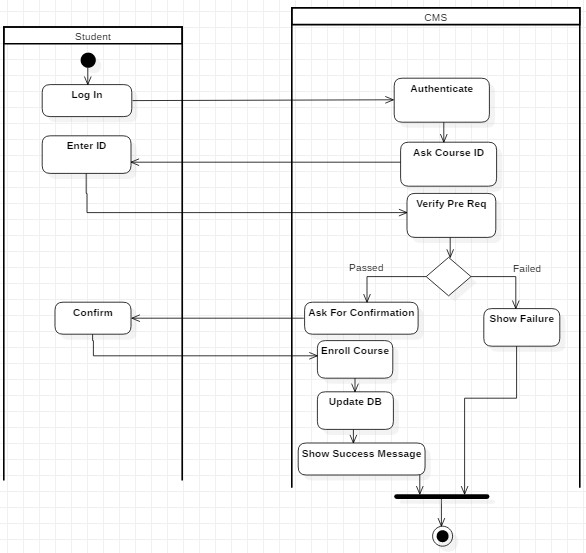 CMS
Student
Log In
Authenticate
Enter ID
Ask Course ID
Verify Pre Req
Passed
Failed
Confirm
Ask For Confirmation
Show Failure
Enroll Course
Update DB
Show Success Message